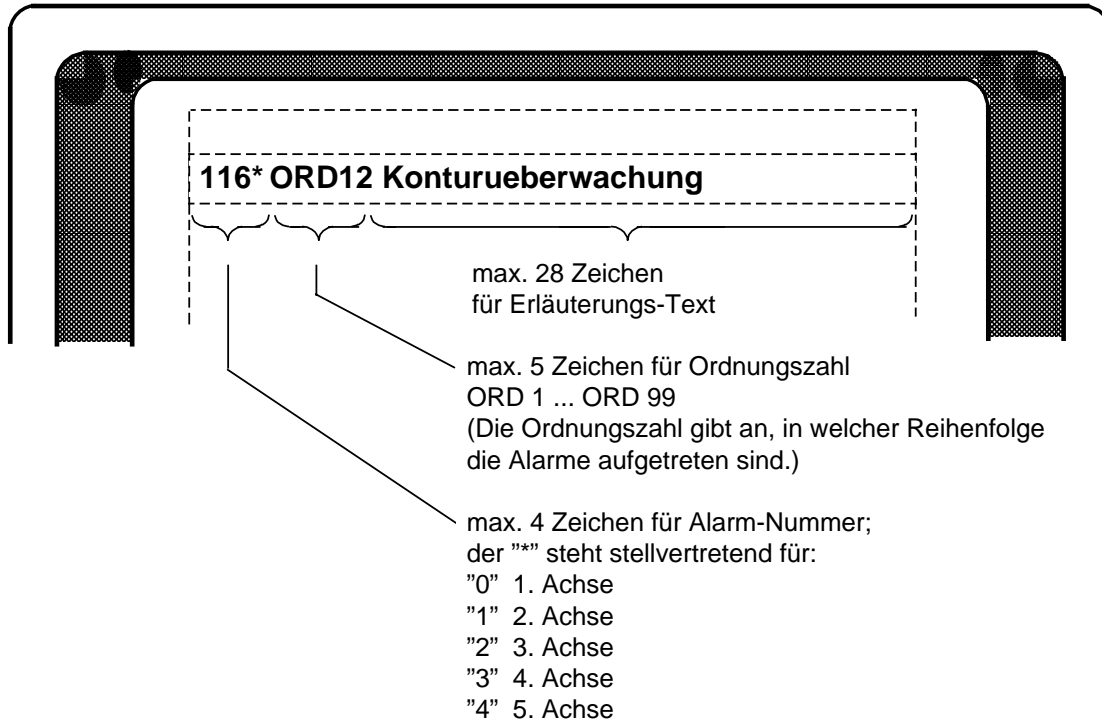 116* ORD12 Konturueberwachung
max. 28 Zeichen
für Erläuterungs-Text
max. 5 Zeichen für Ordnungszahl
ORD 1 ... ORD 99
(Die Ordnungszahl gibt an, in welcher Reihenfolge
die Alarme aufgetreten sind.)
max. 4 Zeichen für Alarm-Nummer;
der ”*” steht stellvertretend für:
”0” 1. Achse
”1” 2. Achse
”2” 3. Achse
”3” 4. Achse
”4” 5. Achse